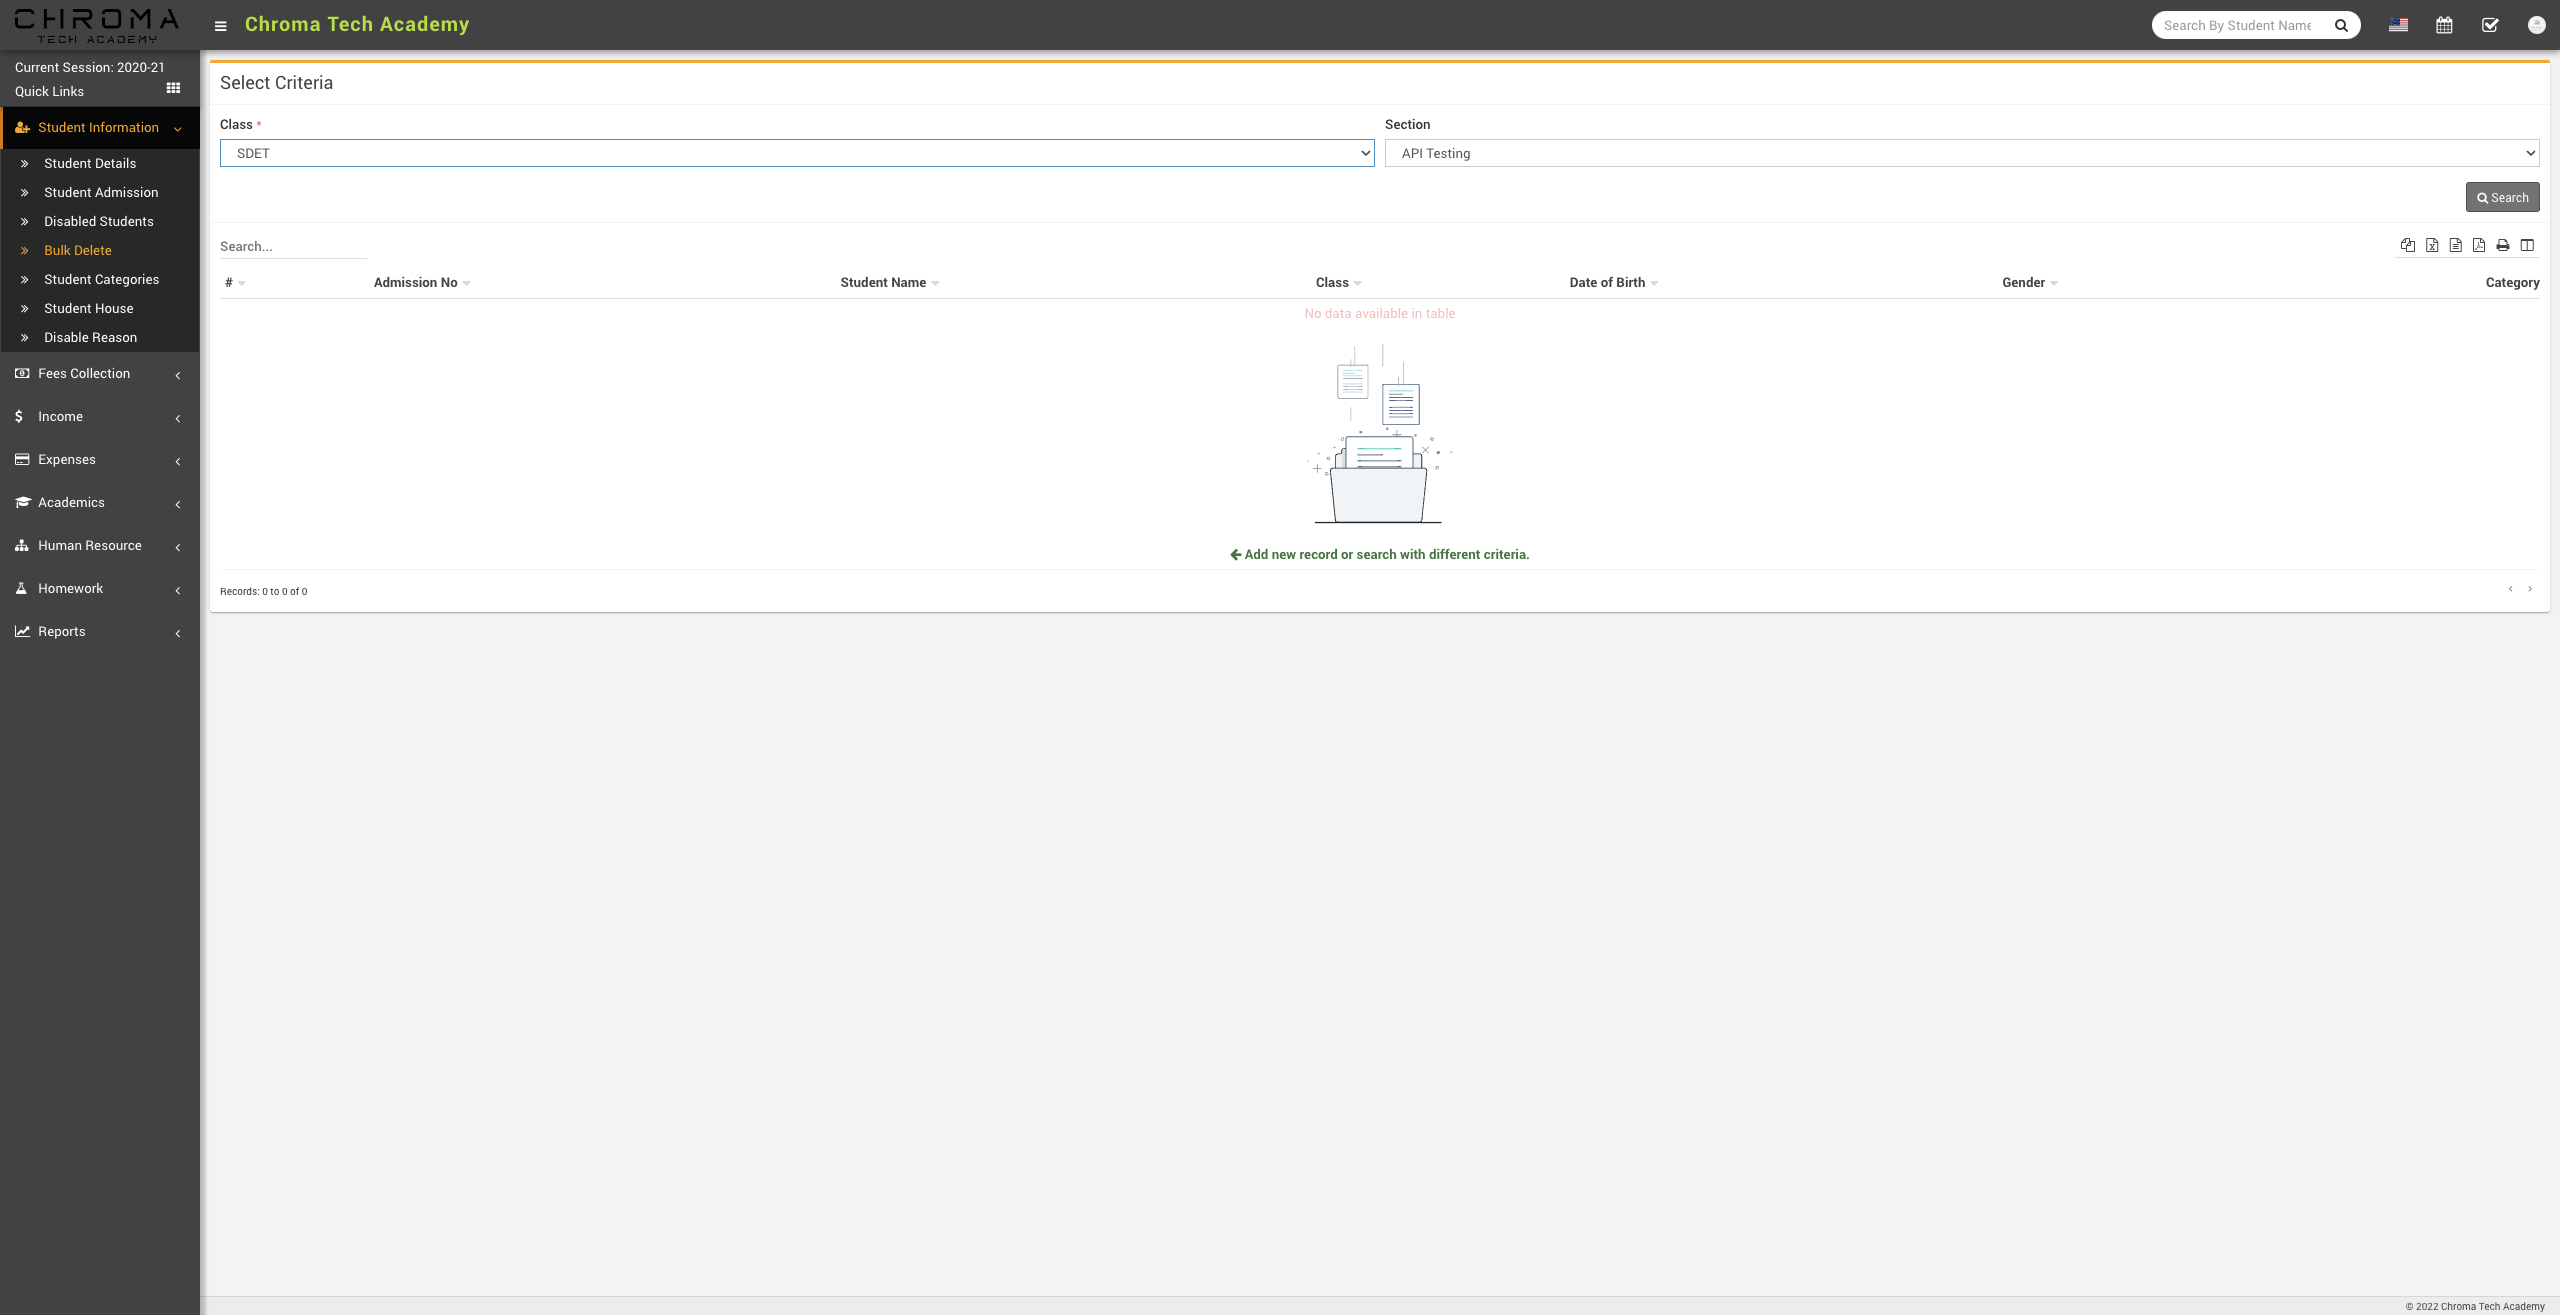 CHROMA
TECH ACADEMY
Chroma Tech Academy
Search By Student Name
Current Session: 2020-21
Quick Links
Student Information
Student Details
Student Admission
Disabled Students
Bulk Delete
Student Categories
Student House
Disable Reason
Fees Collection
Income
Expenses
Academics
Human Resource
Homework
Reports
Select Criteria
Class *
Section
SDET
API Testing
Search
Search...
# Admission No Student Name Class Date of Birth Gender Category
No data available in table
Add new record or search with different criteria.
Records: 0 to 0 of 0
© 2022 Chroma Tech Academy